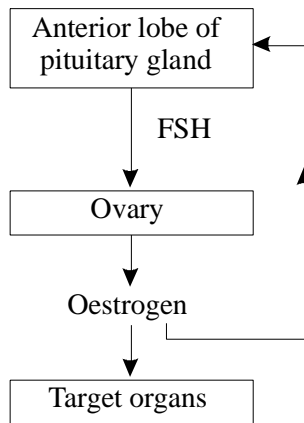 Anterior lobe of
pituitary gland
FSH
Ovary
Oestrogen
Target organs